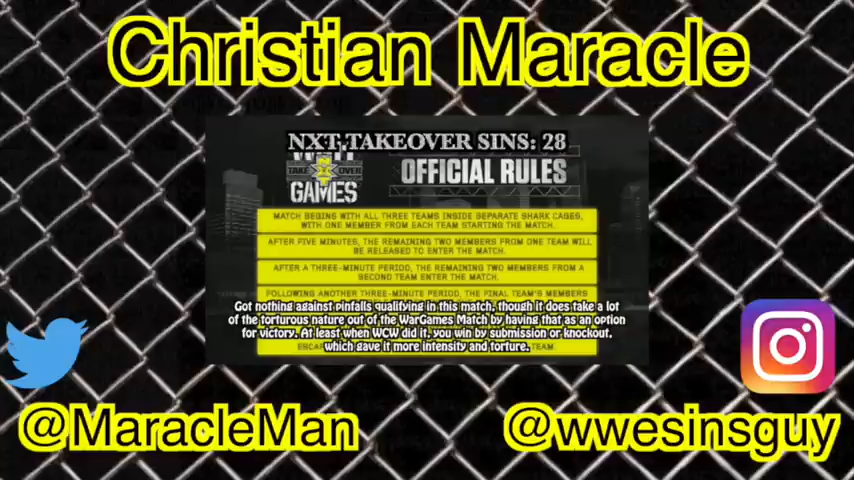 Christian Maracle
NXT TAKEOVER SINS: 28
WAR
TAKE OVER
GAMES
OFFICIAL RULES
MATCH BEGINS WITH ALL THREE TEAMS INSIDE SEPARATE SHARK CAGES,
WITH ONE MEMBER FROM EACH TEAM STARTING THE MATCH.
AFTER FIVE MINUTES, THE REMAINING TWO MEMBERS FROM ONE TEAM WILL
BE RELEASED TO ENTER THE MATCH.
AFTER A THREE-MINUTE PERIOD, THE REMAINING TWO MEMBERS FROM A
SECOND TEAM ENTER THE MATCH.
FOLLOWING ANOTHER THREE-MINUTE PERIOD, THE FINAL TEAM'S MEMBERS
Got nothing against pinfalls qualifying in this match, though it does take a lot
of the torturous nature out of the WarGames Match by having that as an option
for victory. At least when WCW did it, you win by submission or knockout,
which gave it more intensity and torture.
TEAM.
@MaracleMan
@wwesinsguy